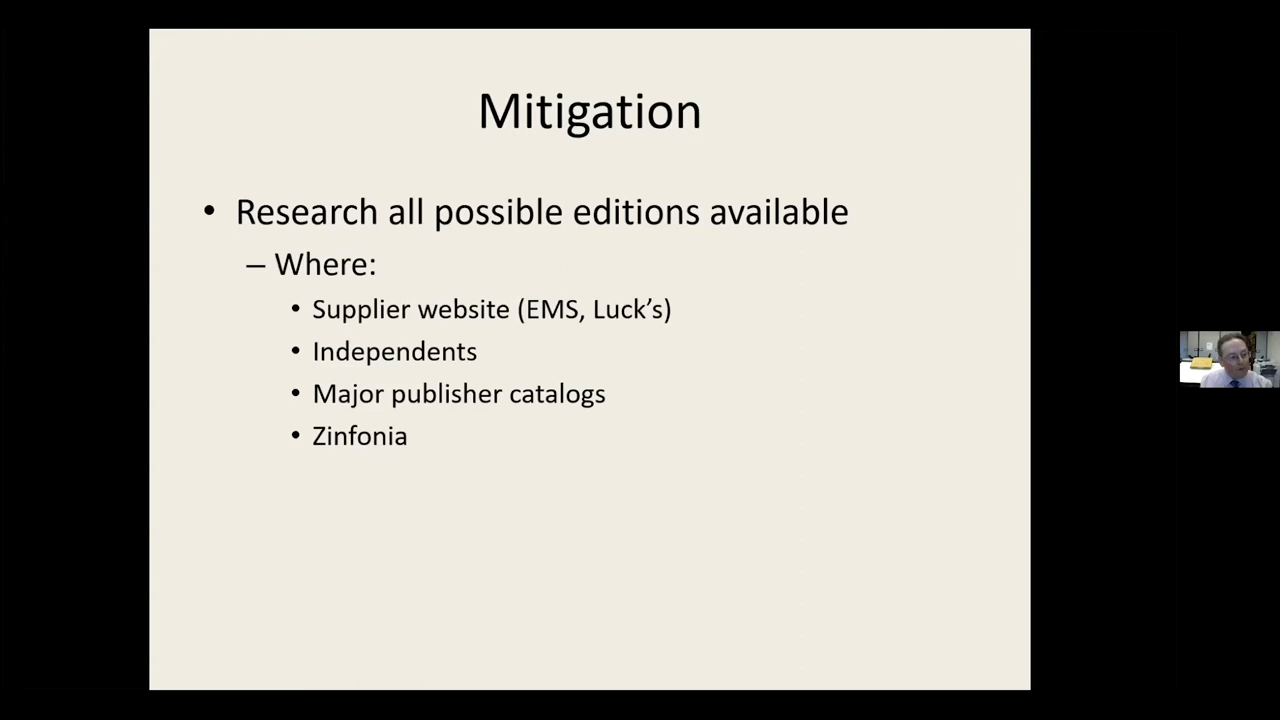 Mitigation
• Research all possible editions available
– Where:
• Supplier website (EMS, Luck’s)
• Independents
• Major publisher catalogs
• Zinfonia